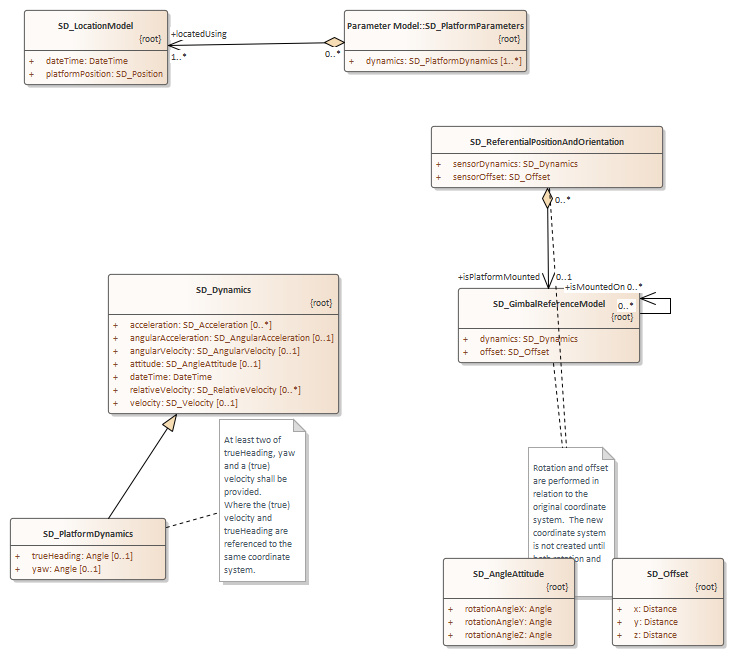 SD_LocationModel
{root}
+ dateTime: DateTime
+ platformPosition: SD_Position
+locatedUsing
1..*
0..*
Parameter Model::SD_PlatformParameters
{root}
+ dynamics: SD_PlatformDynamics [1..*]
SD_ReferentialPositionAndOrientation
+ sensorDynamics: SD_Dynamics
+ sensorOffset: SD_Offset
0..*
+isPlatformMounted
0..1
+isMountedOn 0..*
SD_GimbalReferenceModel
0..*
{root}
+ dynamics: SD_Dynamics
+ offset: SD_Offset
SD_Dynamics
{root}
+ acceleration: SD_Acceleration [0..*]
+ angularAcceleration: SD_AngularAcceleration [0..1]
+ angularVelocity: SD_AngularVelocity [0..1]
+ attitude: SD_AngleAttitude [0..1]
+ dateTime: DateTime
+ relativeVelocity: SD_RelativeVelocity [0..*]
+ velocity: SD_Velocity [0..1]
At least two of
trueHeading, yaw
and a (true)
velocity shall be
provided.
Where the (true)
velocity and
trueHeading are
referenced to the
same coordinate
system.
SD_PlatformDynamics
+ trueHeading: Angle [0..1]
+ yaw: Angle [0..1]
Rotation and offset
are performed in
relation to the
original coordinate
system. The new
coordinate system
is not created until
both rotation and
SD_AngleAttitude
{root}
+ rotationAngleX: Angle
+ rotationAngleY: Angle
+ rotationAngleZ: Angle
SD_Offset
{root}
+ x: Distance
+ y: Distance
+ z: Distance